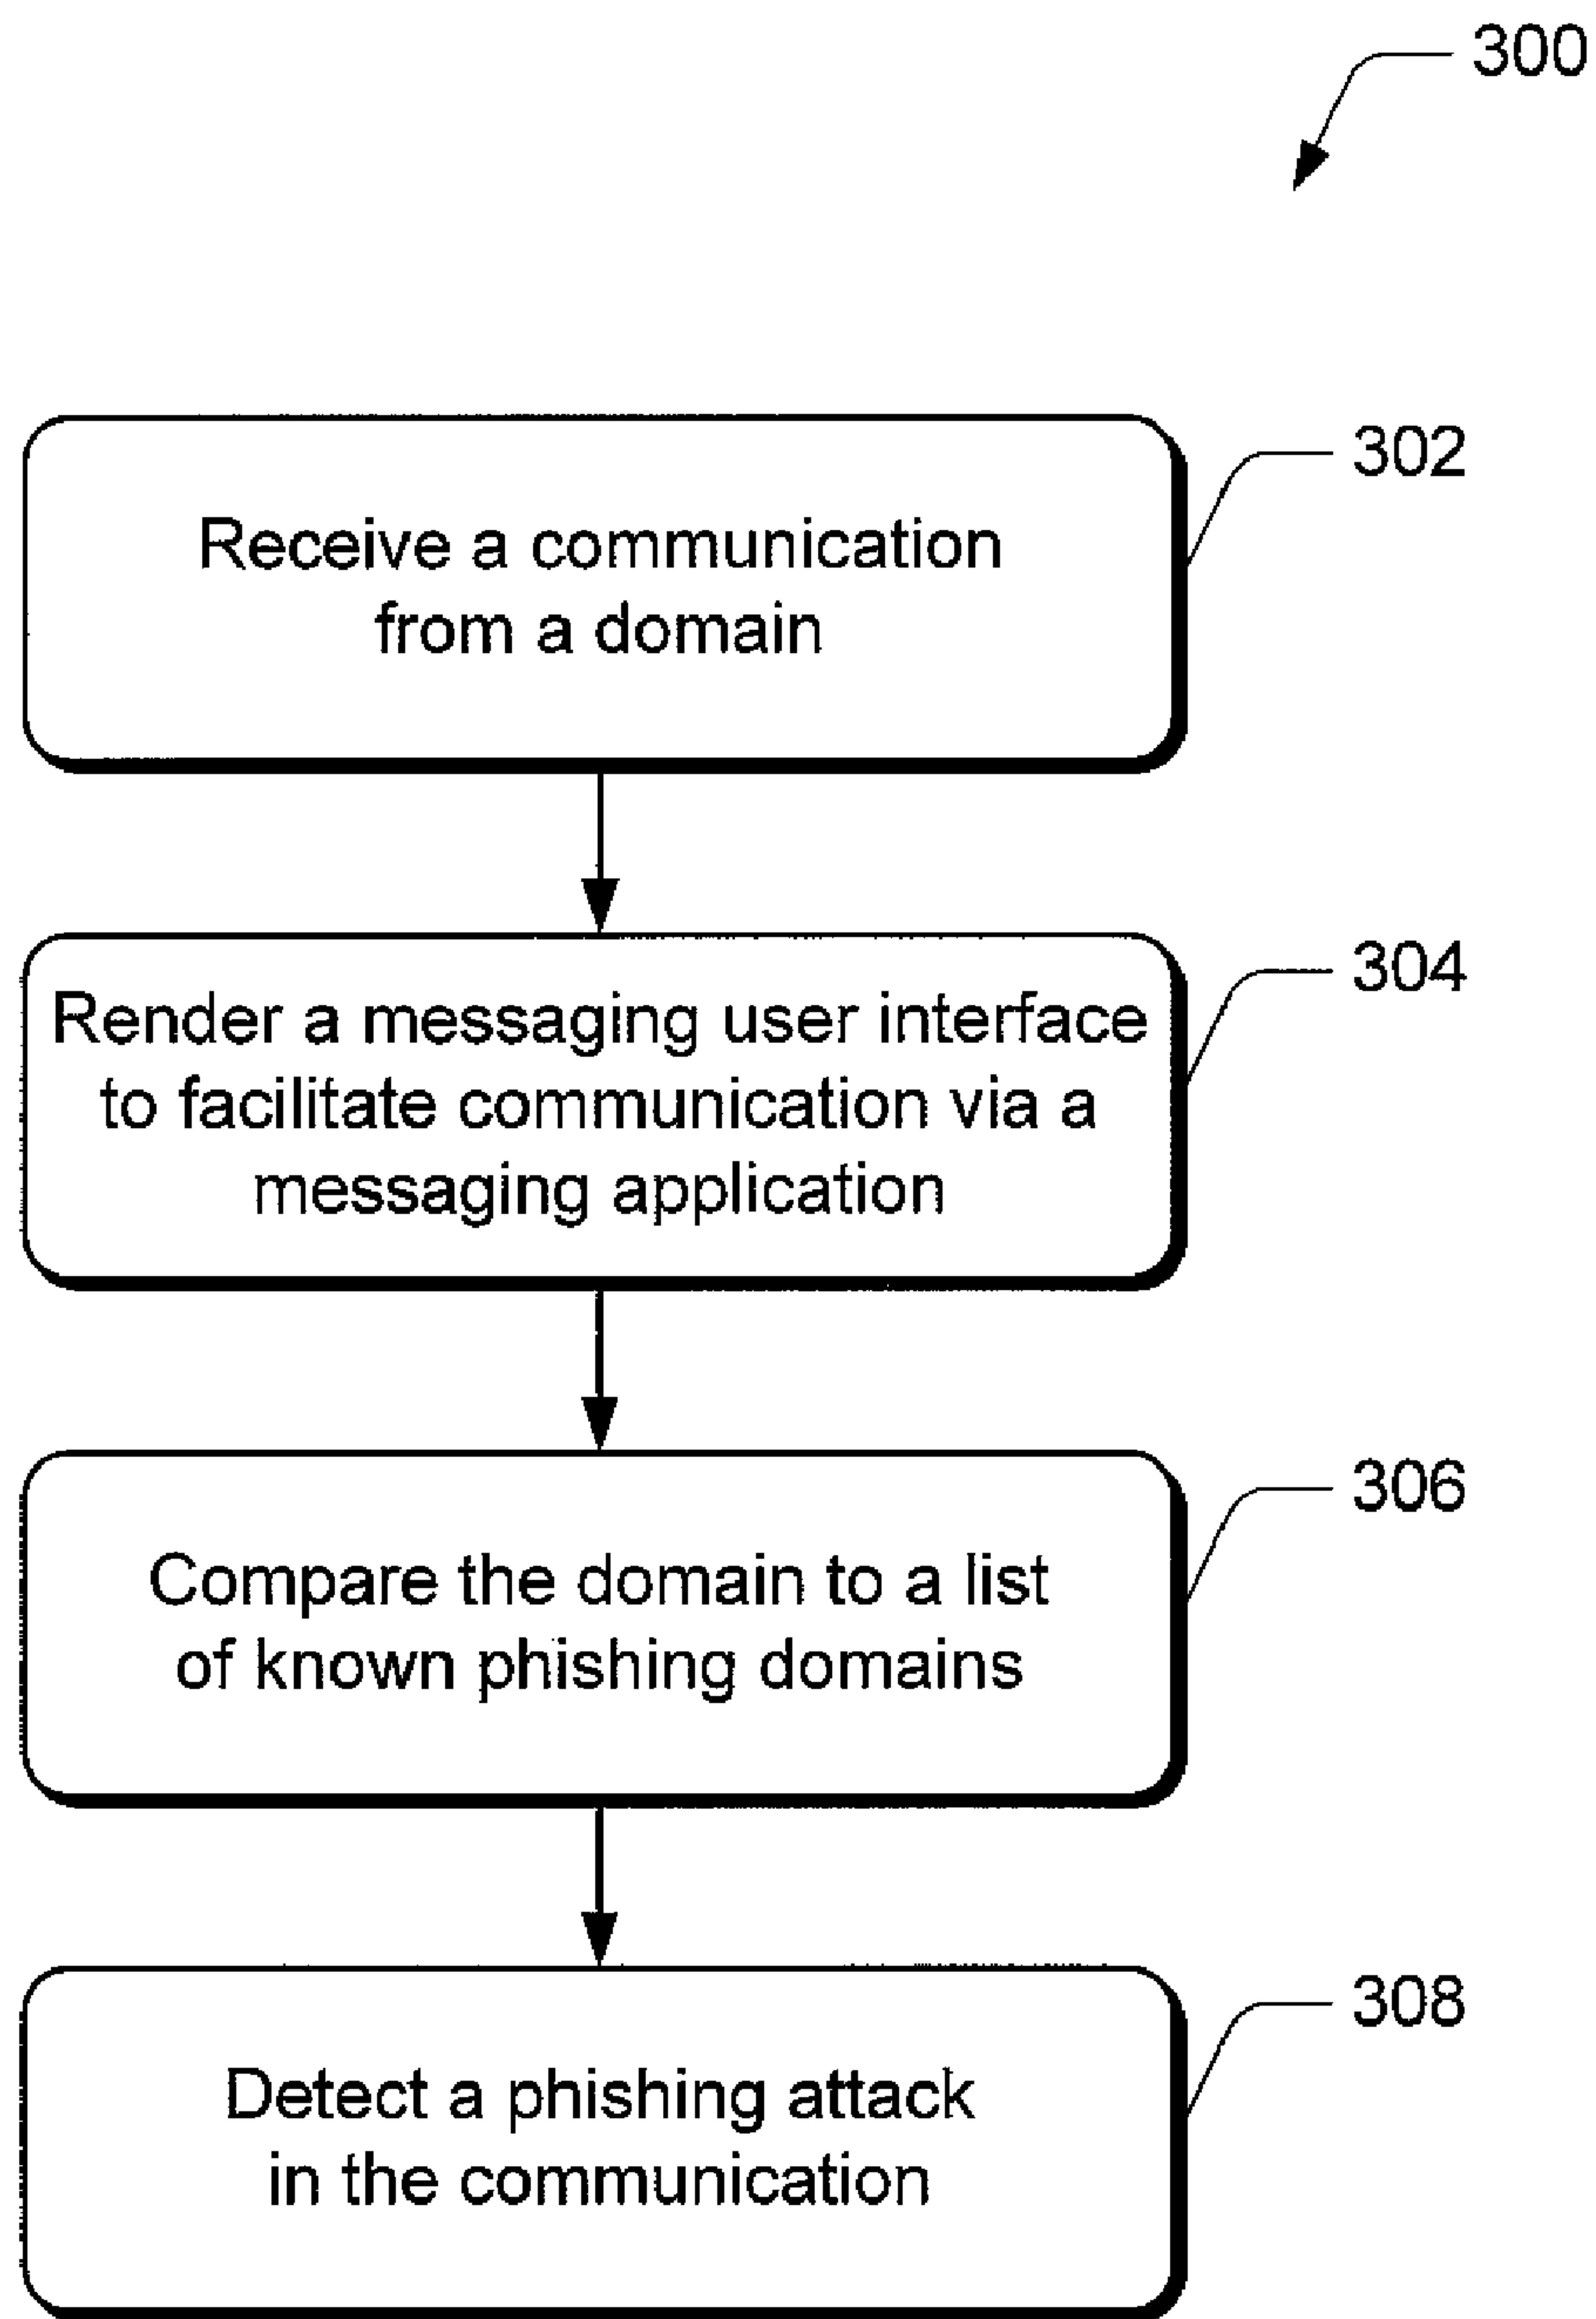 300
302
Receive a communication
from a domain
304
Render a messaging user interface
to facilitate communication via a
messaging application
306
Compare the domain to a list
of known phishing domains
308
Detect a phishing attack
in the communication